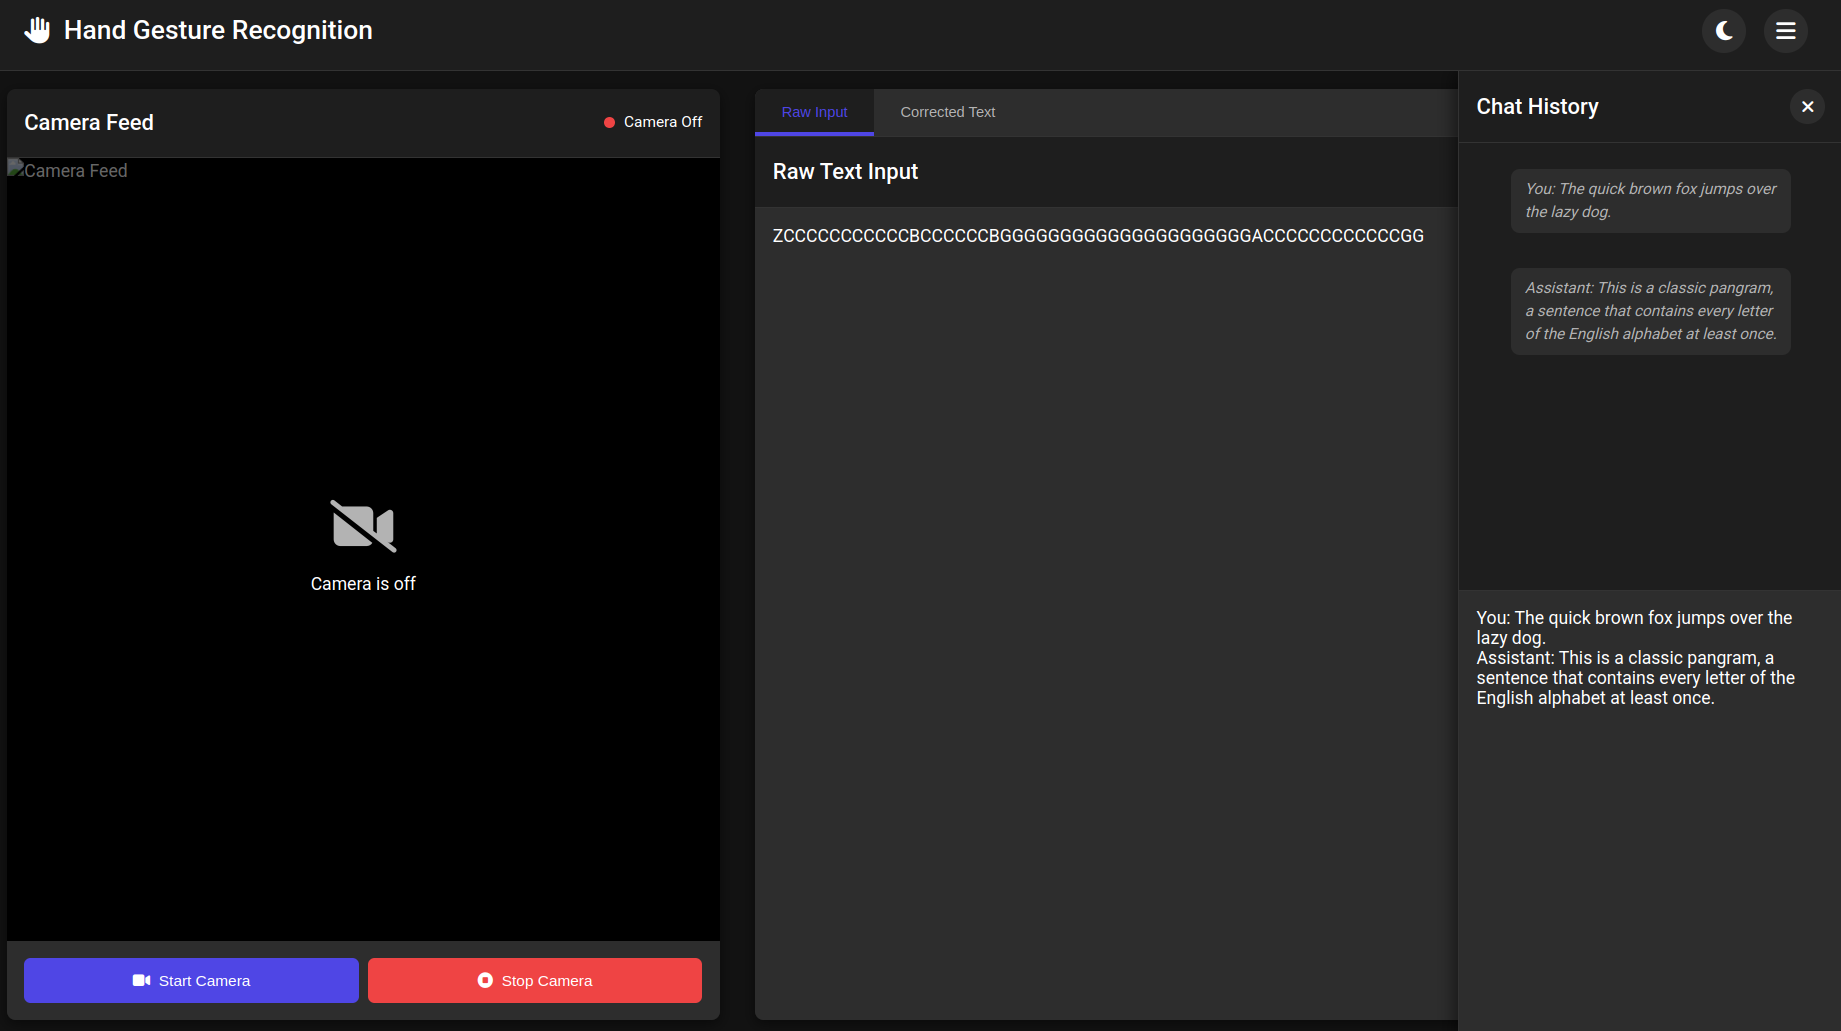 Hand Gesture Recognition
Camera Feed
Camera Off
Camera Feed
Camera is off
Start Camera
Stop Camera
Raw Input
Corrected Text
Raw Text Input
ZCCCCCCCCCCCBCCCCCCBGGGGGGGGGGGGGGGGGGGGGACCCCCCCCCCCCGG
Chat History
You: The quick brown fox jumps over
the lazy dog.
Assistant: This is a classic pangram,
a sentence that contains every letter
of the English alphabet at least once.
You: The quick brown fox jumps over the
lazy dog.
Assistant: This is a classic pangram, a
sentence that contains every letter of the
English alphabet at least once.